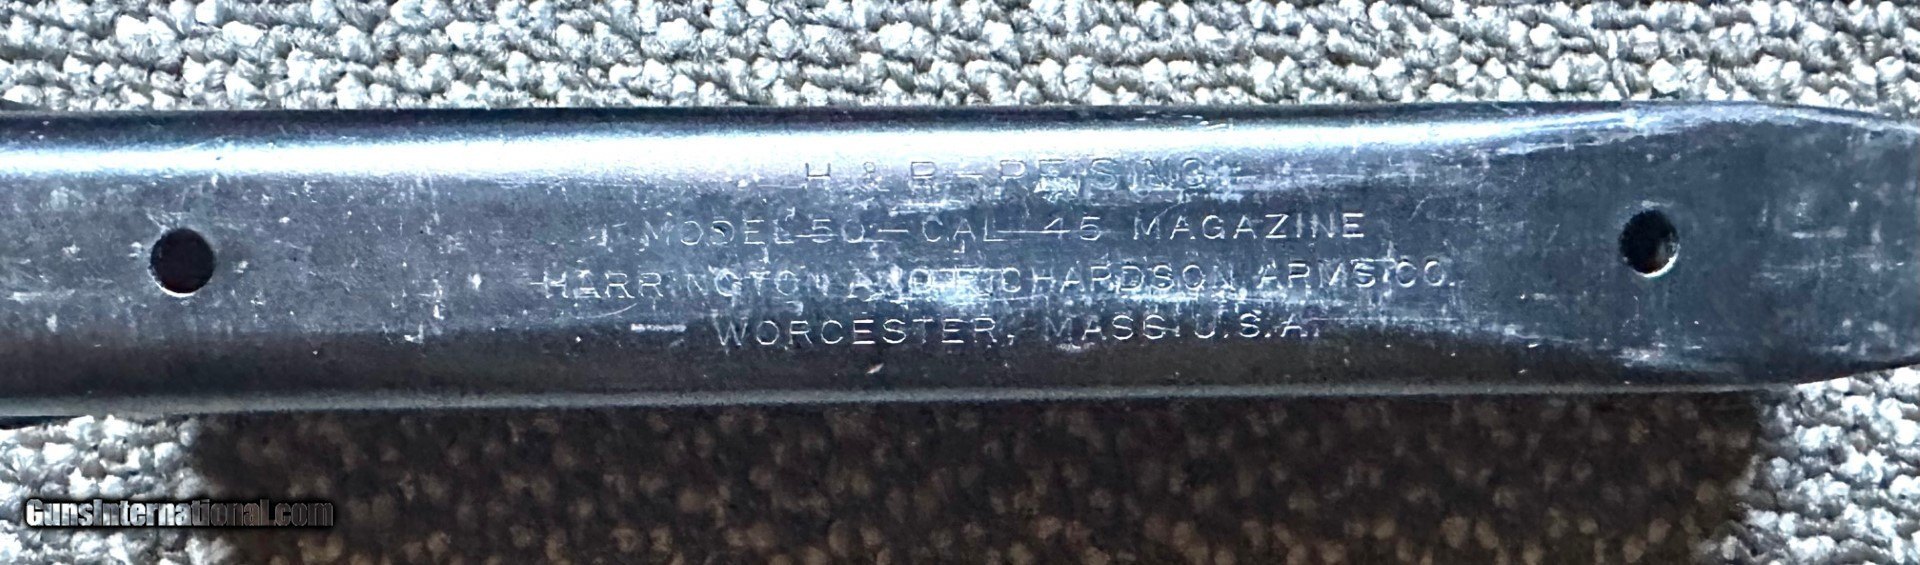 H & R-REISING
MODEL 50-CAL 45 MAGAZINE
HARRINGTON AND RICHARDSON ARMS CO.
WORCESTER, MASS. U.S.A.
GunsInternational.com